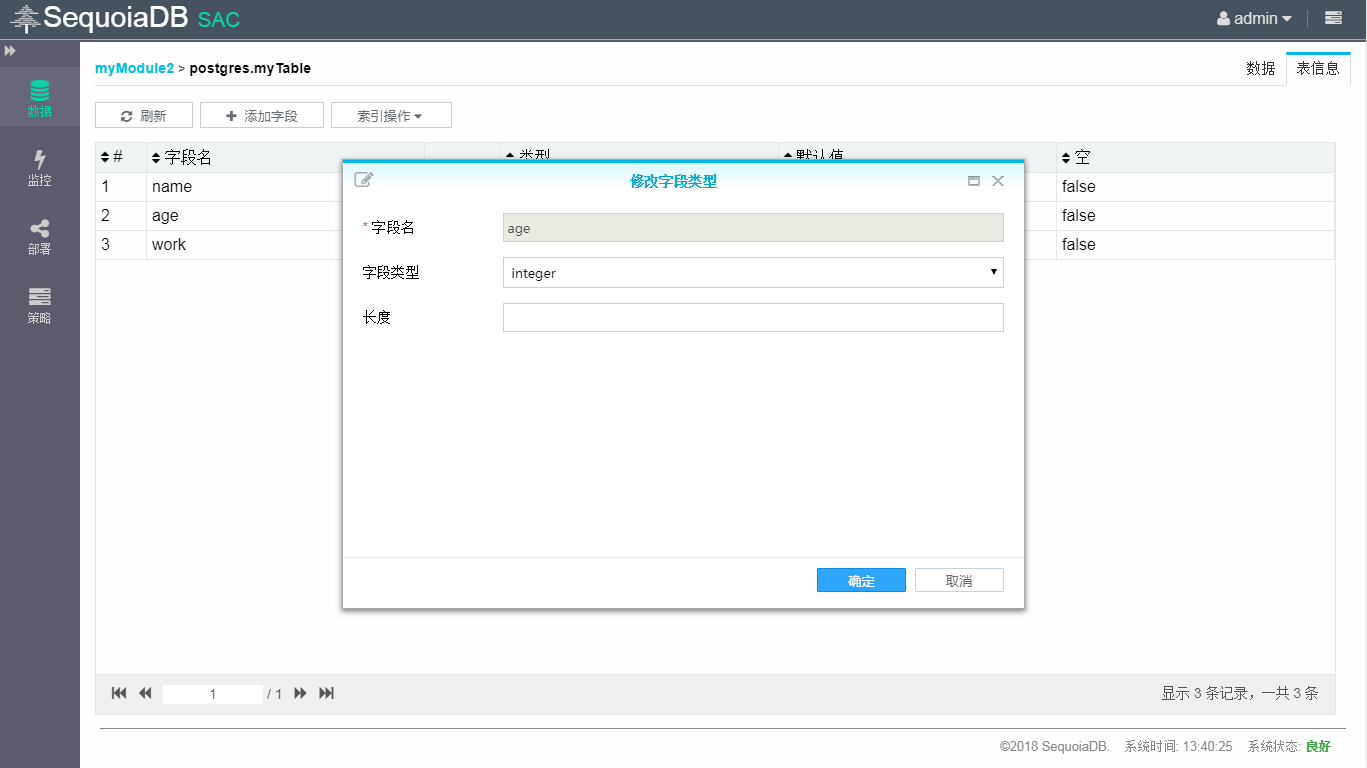 SequoiaDB SAC
admin
myModule2 > postgres.myTable
数据 表信息
刷新 添加字段 索引操作
数据
监控
部署
策略
# 字段名 类型 默认值 空
1 name false
2 age false
3 work false
修改字段类型
* 字段名 age
字段类型 integer
长度
确定 取消
1 / 1
显示 3 条记录，一共 3 条
©2018 SequoiaDB. 系统时间: 13:40:25 系统状态: 良好